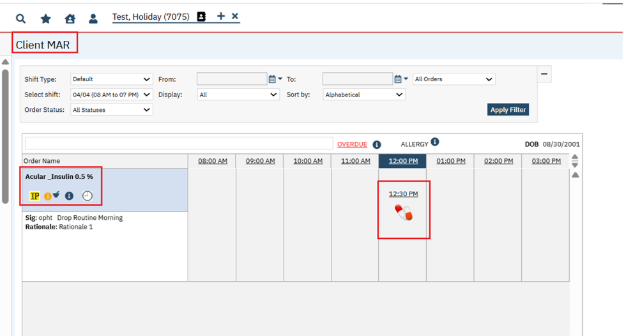 Test, Holiday (7075)
Client MAR
Shift Type: Default From: To: All Orders
Select shift: 04/04 (08 AM to 07 PM) Display: All Sort by: Alphabetical
Order Status: All Statuses Apply Filter
OVERDUE ALLERGY DOB 08/30/2001
Order Name 08:00 AM 09:00 AM 10:00 AM 11:00 AM 12:00 PM 01:00 PM 02:00 PM 03:00 PM
Acular _Insulin 0.5 %
IP
12:30 PM
Sig: opht Drop Routine Morning
Rationale: Rationale 1